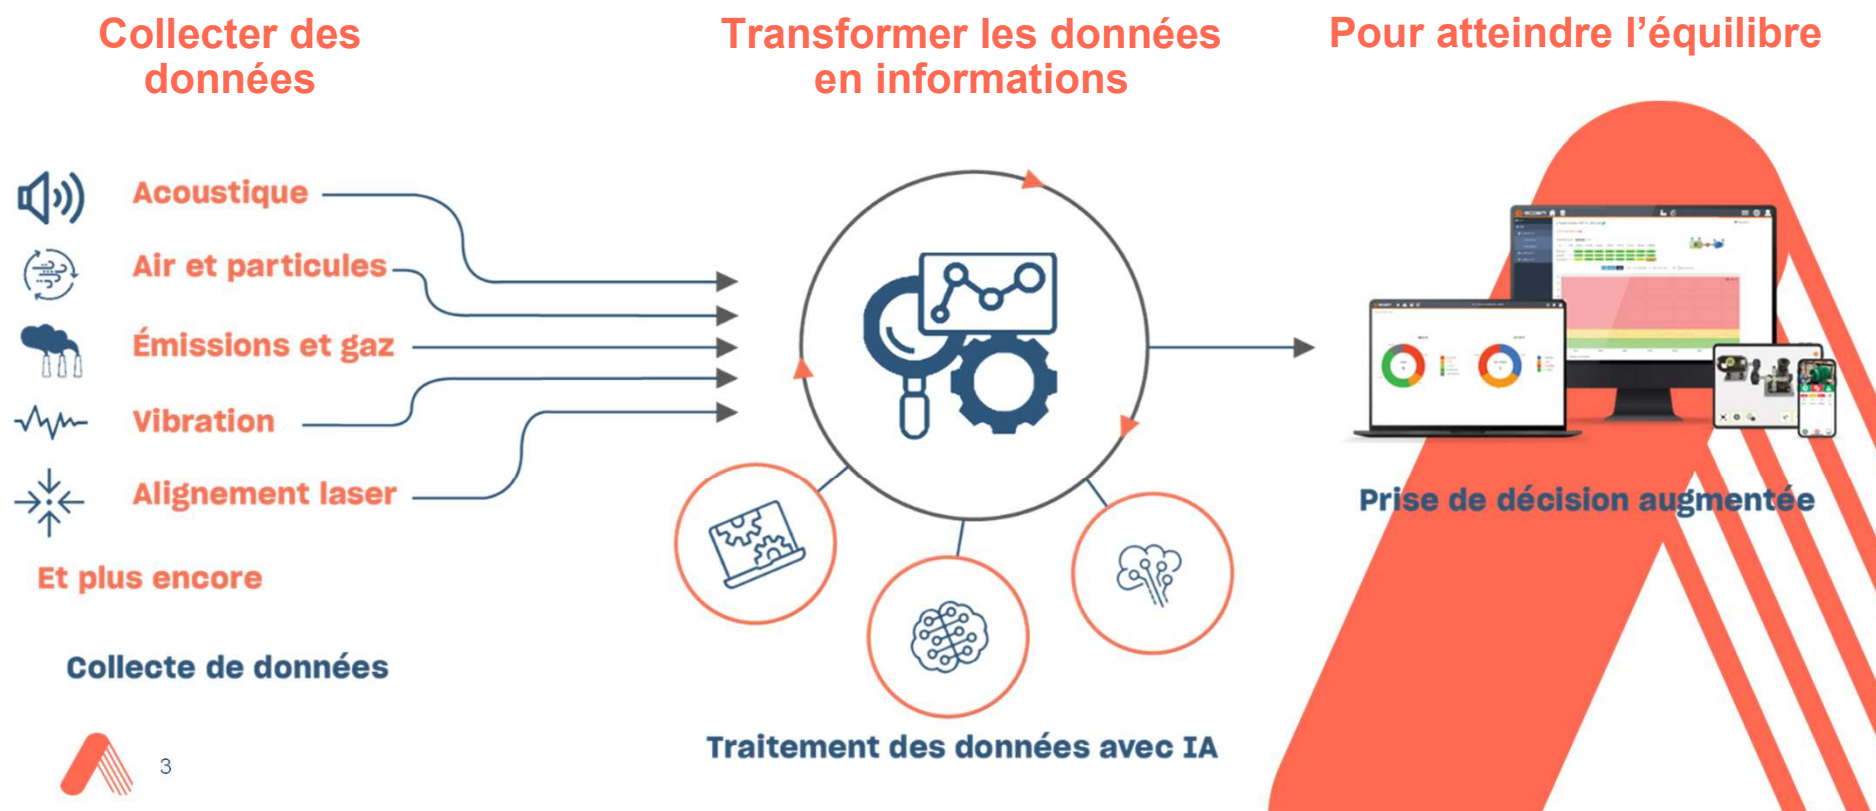 Collecter des
données
Transformer les données
en informations
Pour atteindre l’équilibre
Acoustique
Air et particules
Émissions et gaz
Vibration
Alignement laser
Et plus encore
Collecte de données
Traitement des données avec IA
Prise de décision augmentée
3